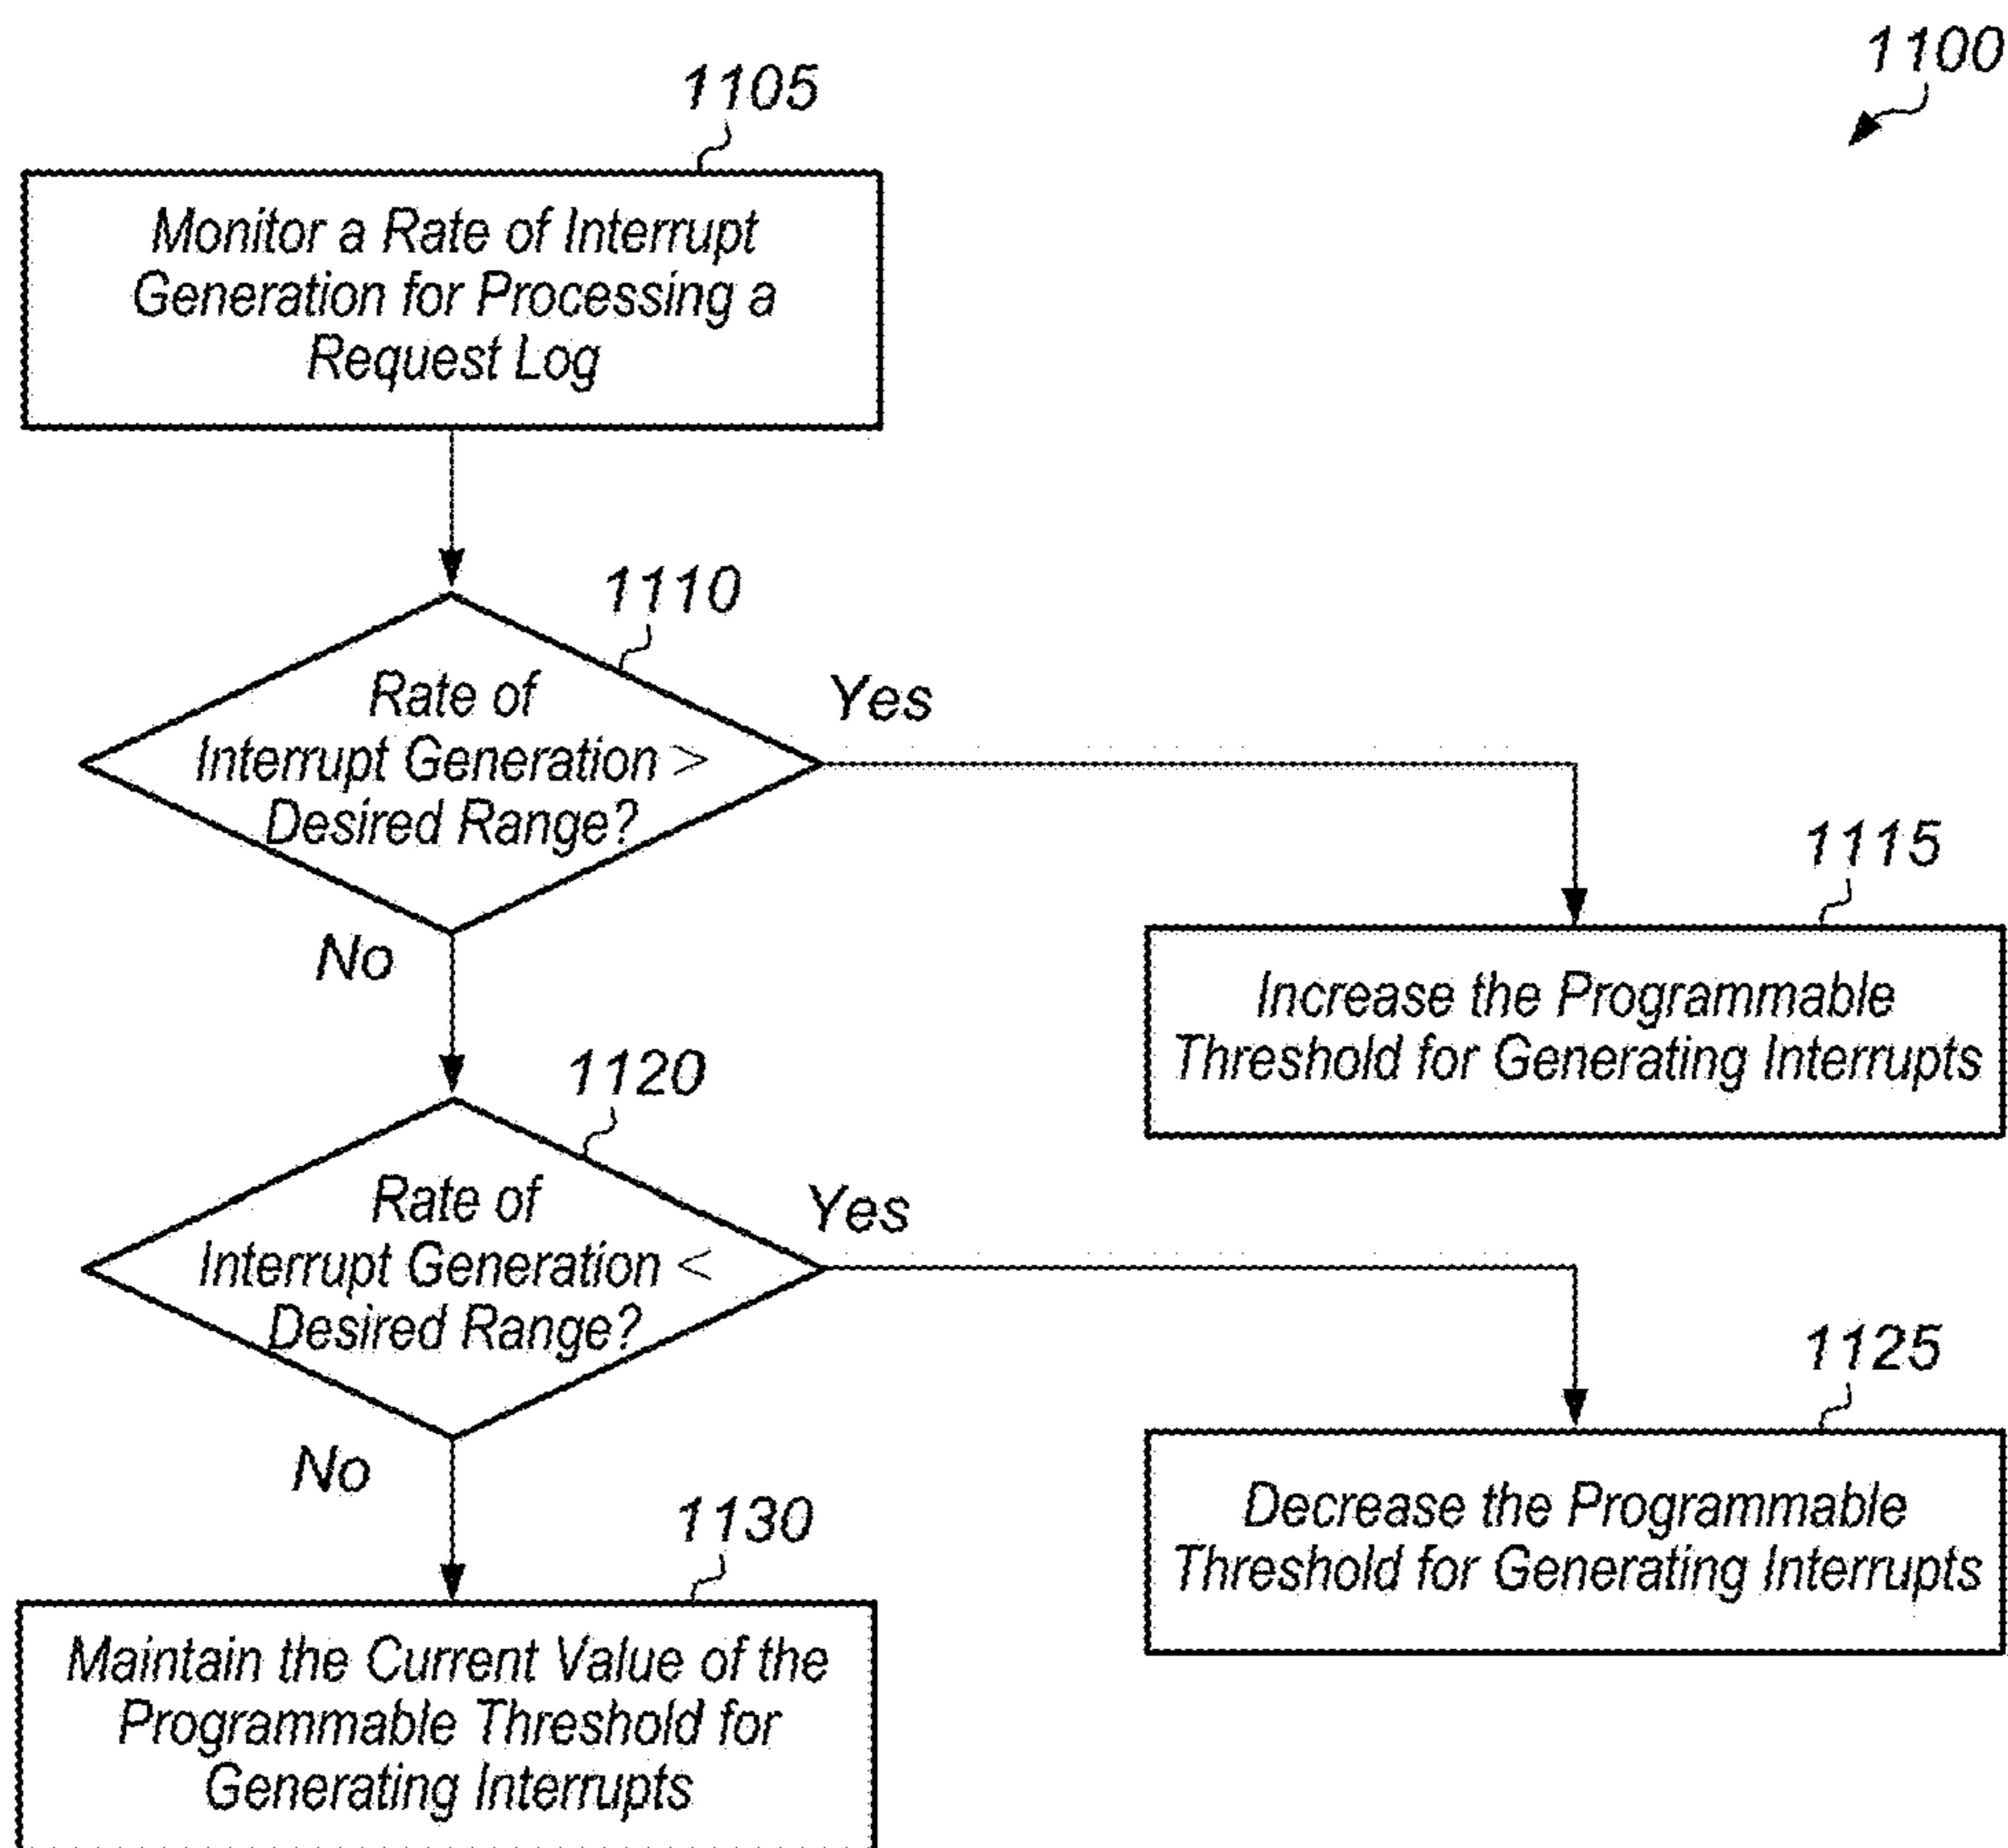 1100
1105
Monitor a Rate of Interrupt
Generation for Processing a
Request Log
1110
Rate of
Interrupt Generation >
Desired Range?
Yes
No
1115
Increase the Programmable
Threshold for Generating Interrupts
1120
Rate of
Interrupt Generation <
Desired Range?
Yes
No
1125
Decrease the Programmable
Threshold for Generating Interrupts
1130
Maintain the Current Value of the
Programmable Threshold for
Generating Interrupts